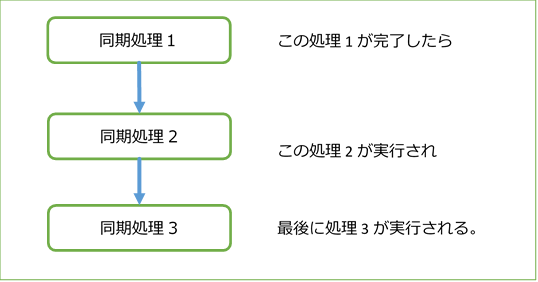 同期処理 1
この処理 1 が完了したら
同期処理 2
この処理 2 が実行され
同期処理 3
最後に処理 3 が実行される。